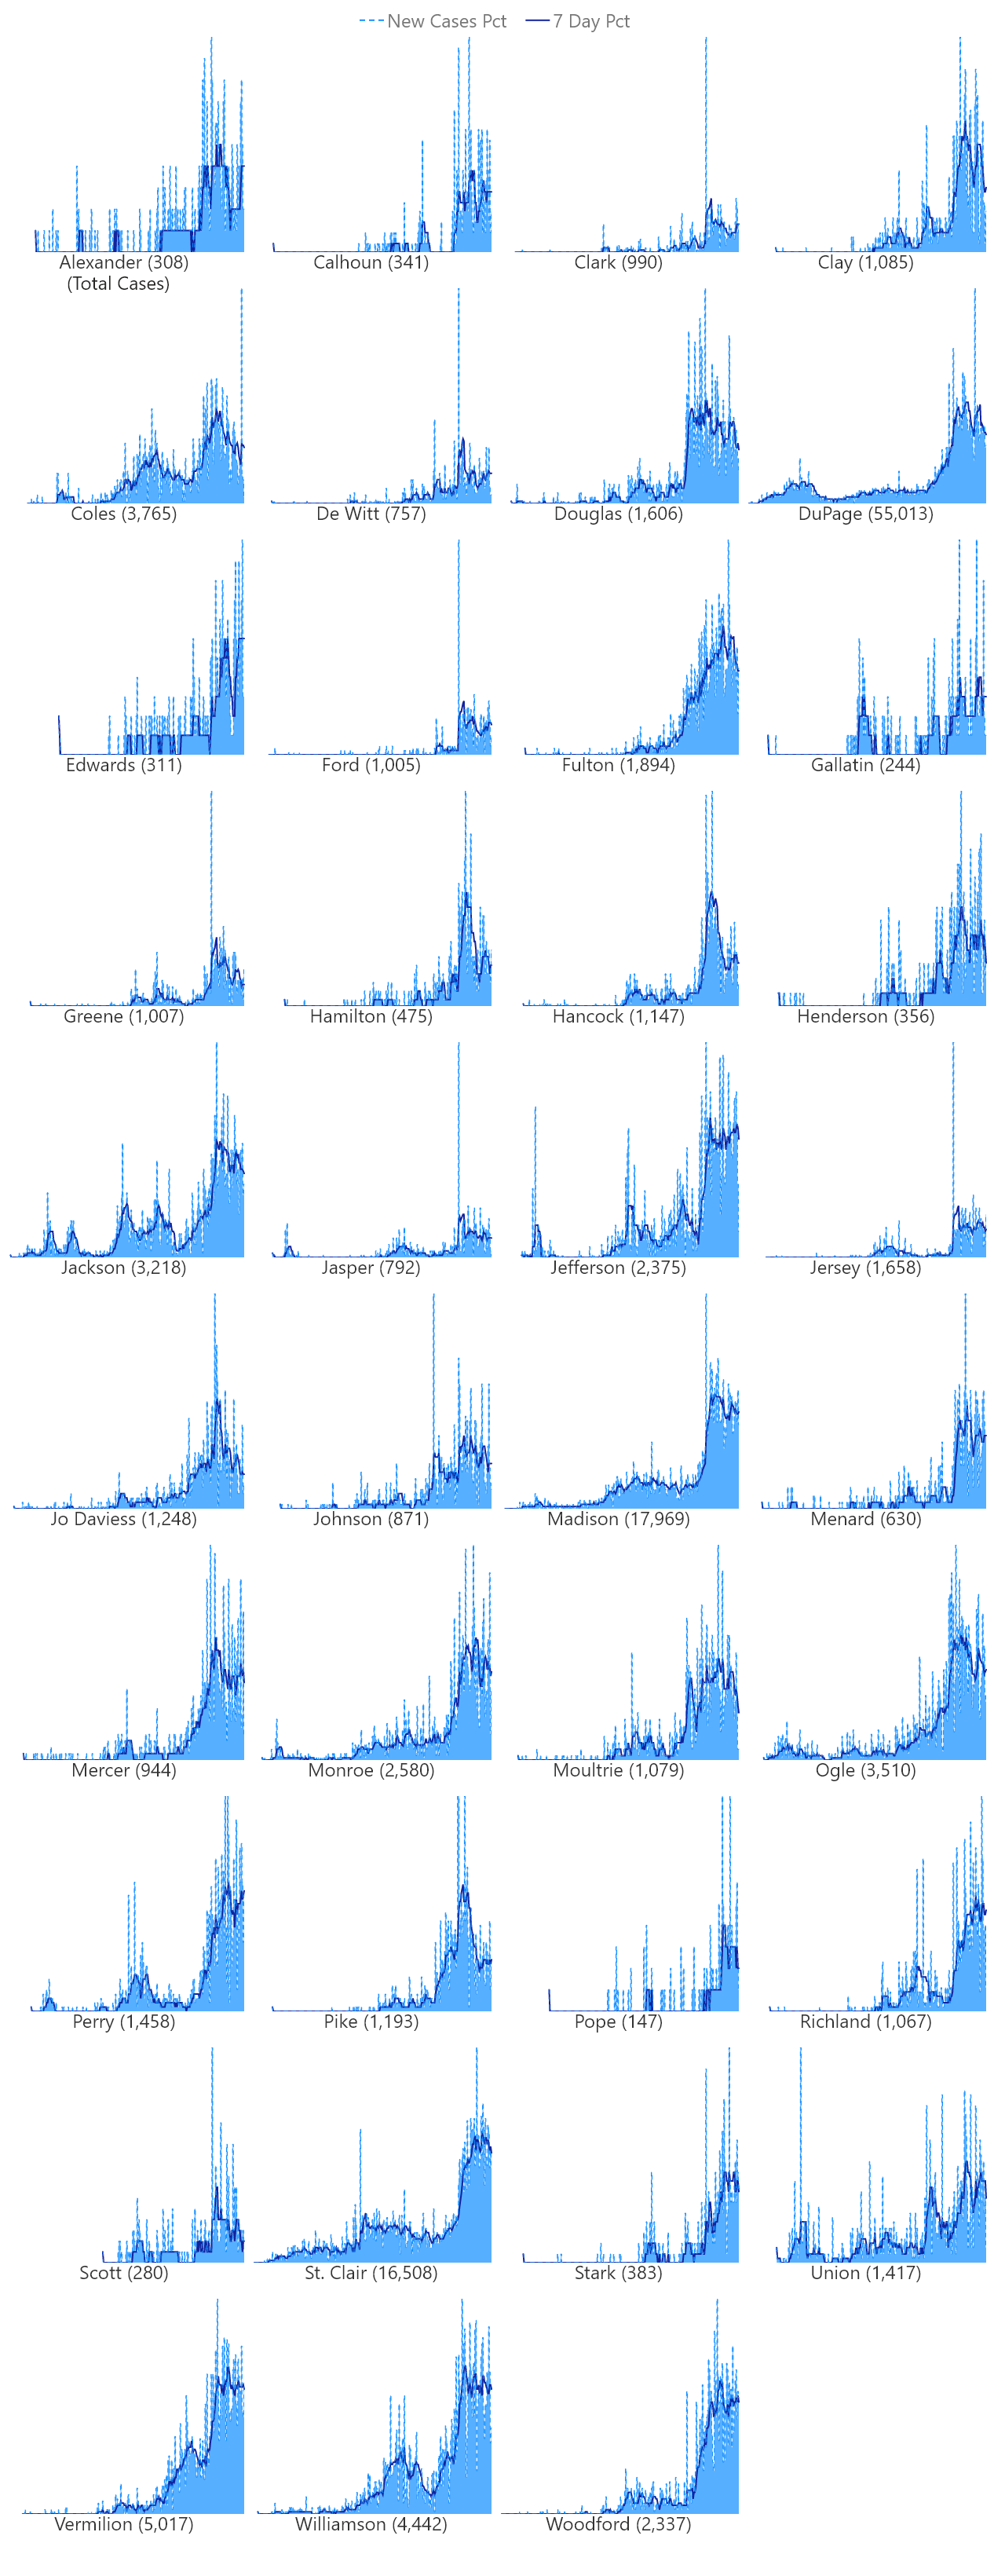 New Cases Pct 7 Day Pct
Alexander (308) Calhoun (341) Clark (990) Clay (1,085)
(Total Cases)
Coles (3,765) De Witt (757) Douglas (1,606) DuPage (55,013)
Edwards (311) Ford (1,005) Fulton (1,894) Gallatin (244)
Greene (1,007) Hamilton (475) Hancock (1,147) Henderson (356)
Jackson (3,218) Jasper (792) Jefferson (2,375) Jersey (1,658)
Jo Daviess (1,248) Johnson (871) Madison (17,969) Menard (630)
Mercer (944) Monroe (2,580) Moultrie (1,079) Ogle (3,510)
Perry (1,458) Pike (1,193) Pope (147) Richland (1,067)
Scott (280) St. Clair (16,508) Stark (383) Union (1,417)
Vermilion (5,017) Williamson (4,442) Woodford (2,337)